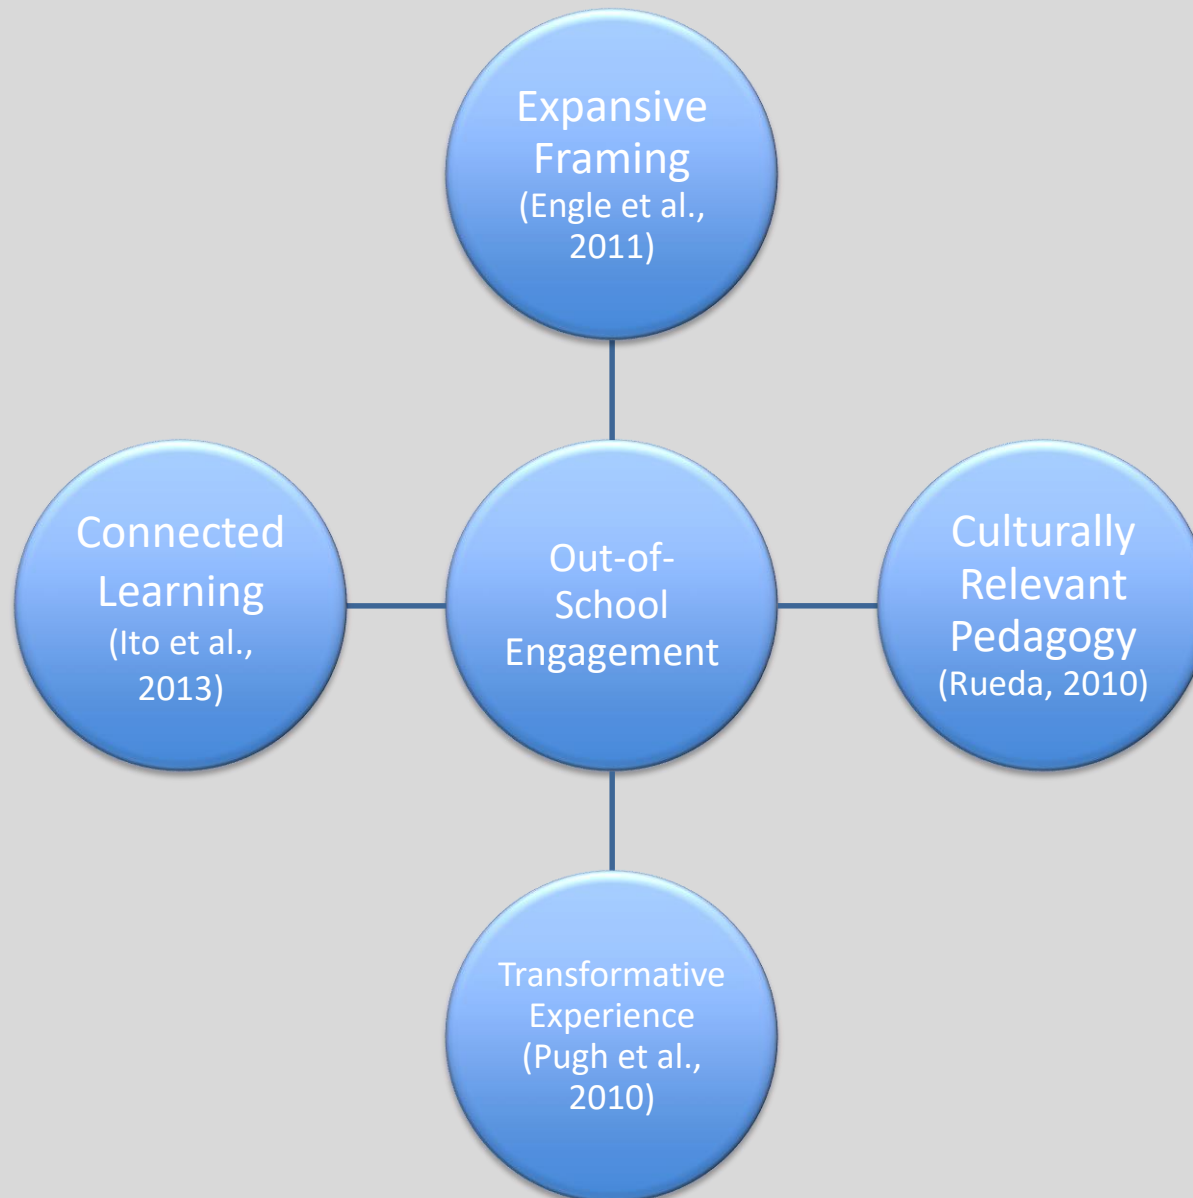 Expansive
Framing
(Engle et al.,
2011)
Connected
Learning
(Ito et al.,
2013)
Out-of-
School
Engagement
Culturally
Relevant
Pedagogy
(Rueda, 2010)
Transformative
Experience
(Pugh et al.,
2010)